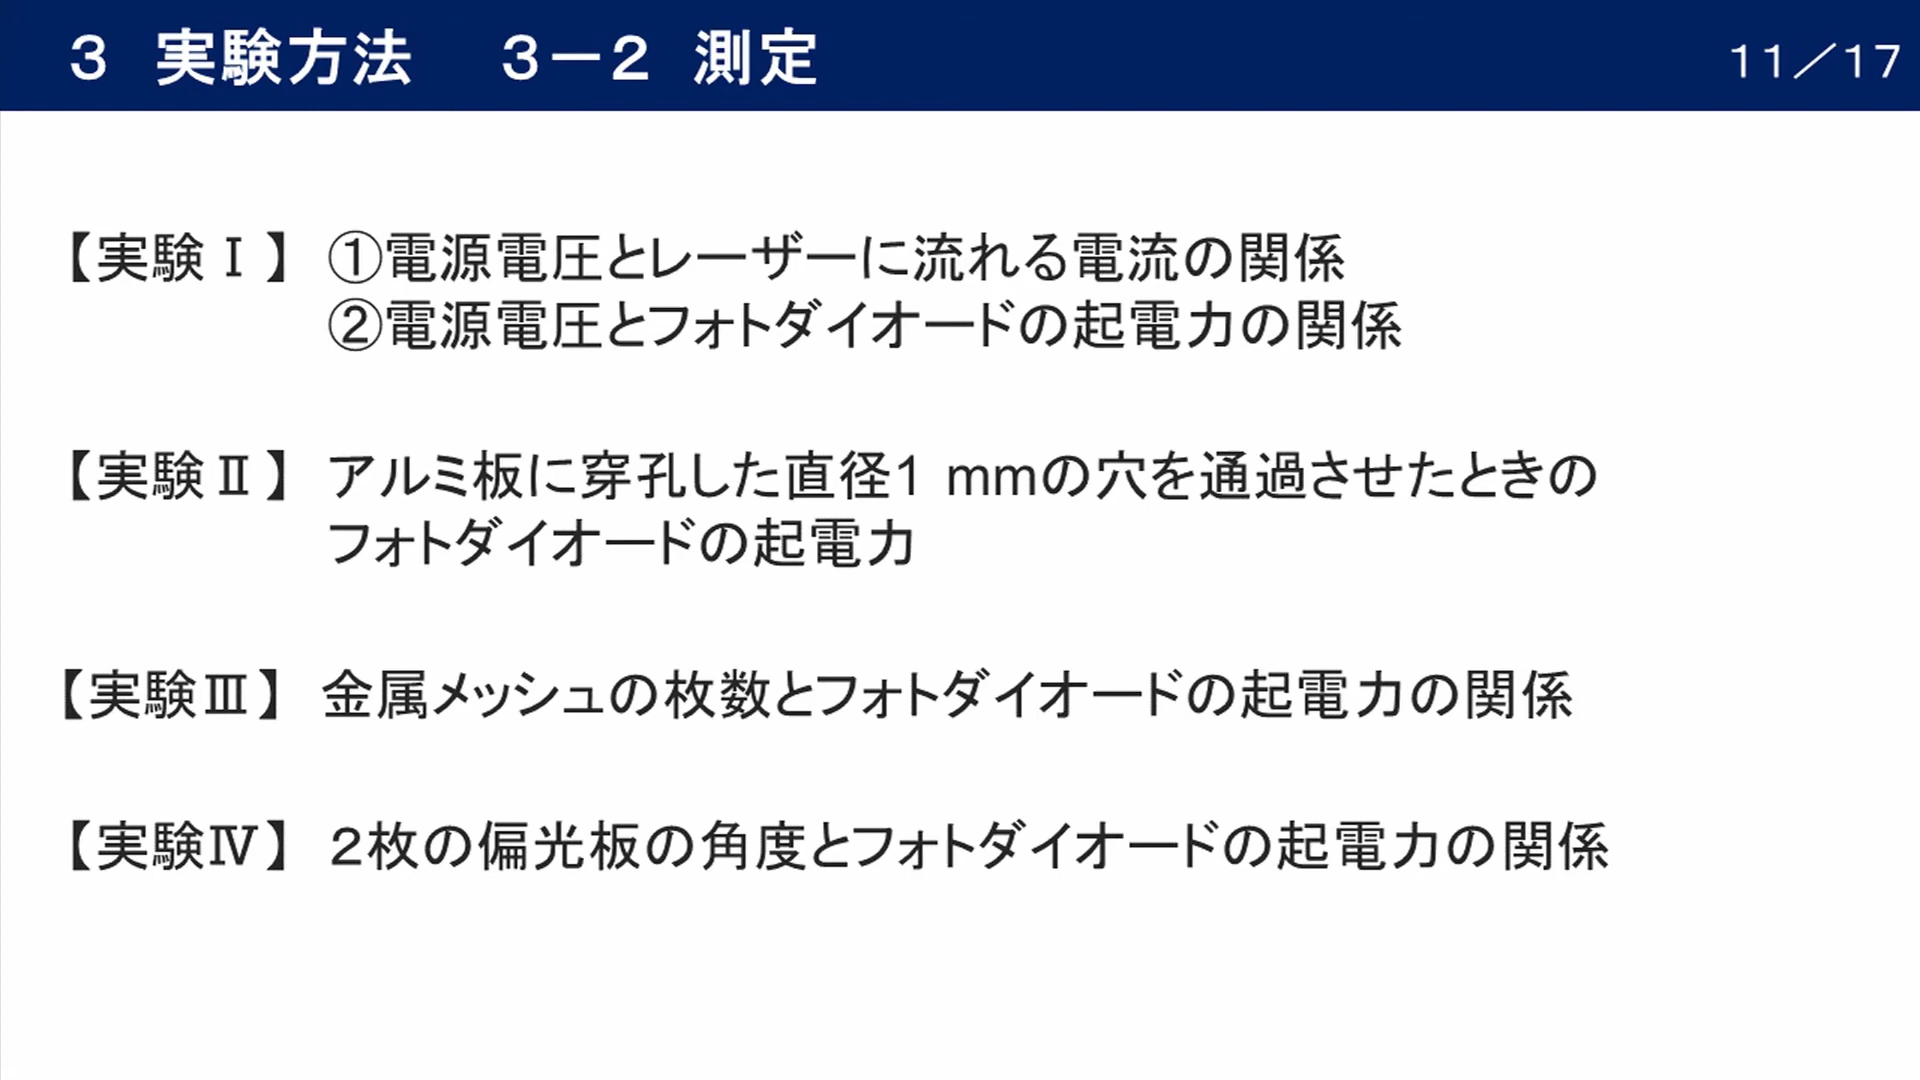 ３　実験方法　３－２　測定
11／17
【実験Ⅰ】①電源電圧とレーザーに流れる電流の関係
②電源電圧とフォトダイオードの起電力の関係
【実験Ⅱ】アルミ板に穿孔した直径1 mmの穴を通過させたときの
フォトダイオードの起電力
【実験Ⅲ】金属メッシュの枚数とフォトダイオードの起電力の関係
【実験Ⅳ】２枚の偏光板の角度とフォトダイオードの起電力の関係